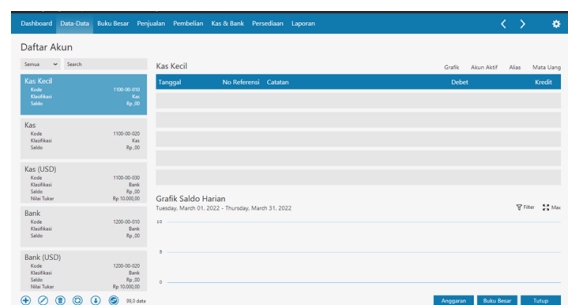 Dashboard Data-Data Buku Besar Penjualan Pembelian Kas & Bank Persediaan Laporan
Daftar Akun
Semua Search
Kas Kecil
Grafik Akun Aktif Alias Mata Uang
Tanggal No Referensi Catatan Debet Kredit
Kas Kecil
Kode 1100-00-010
Klasifikasi Kas
Saldo Rp ,00
Kas
Kode 1100-00-020
Klasifikasi Kas
Saldo Rp ,00
Kas (USD)
Kode 1100-00-030
Klasifikasi Bank
Saldo Rp ,00
Nilai Tukar Rp 10.000,00
Bank
Kode 1200-00-010
Klasifikasi Bank
Saldo Rp ,00
Bank (USD)
Kode 1200-00-020
Klasifikasi Bank
Saldo Rp ,00
Nilai Tukar Rp 10.000,00
Grafik Saldo Harian
Tuesday, March 01, 2022 - Thursday, March 31, 2022
Filter Max
10
5
0
99,0 data
Anggaran Buku Besar Tutup